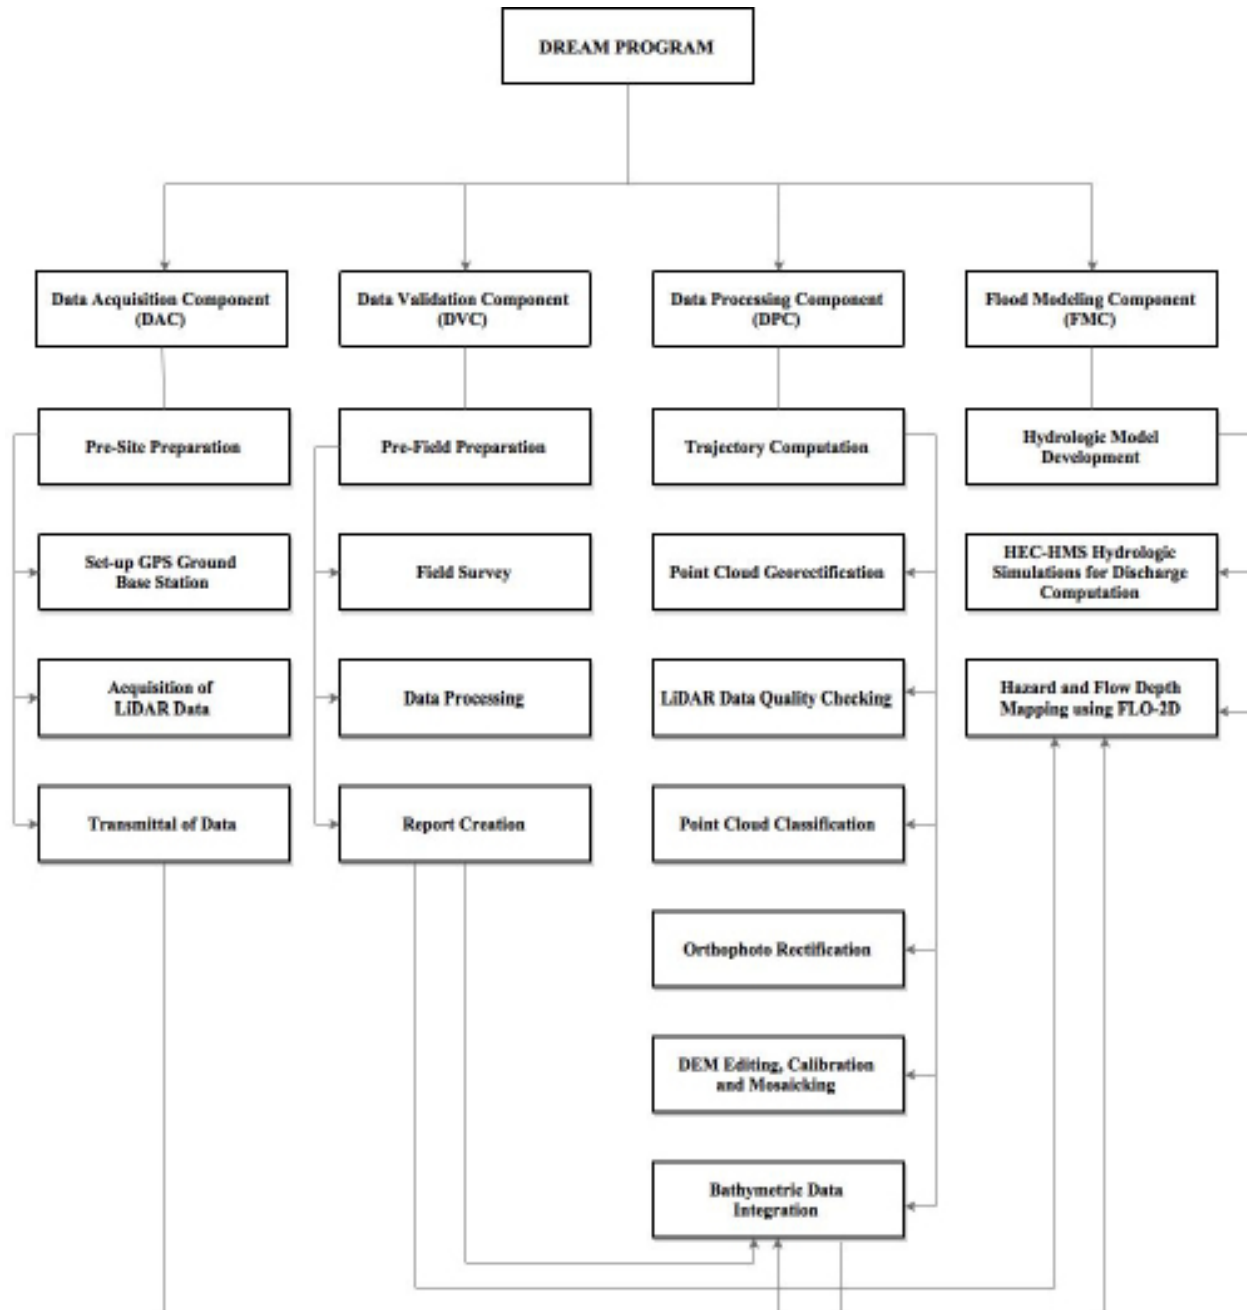 DREAM PROGRAM
Data Acquisition Component
(DAC)
Data Validation Component
(DVC)
Data Processing Component
(DPC)
Flood Modeling Component
(FMC)
Pre-Site Preparation
Pre-Field Preparation
Trajectory Computation
Hydrologic Model
Development
Set-up GPS Ground
Base Station
Field Survey
Point Cloud Georectification
HEC-HMS Hydrologic
Simulations for Discharge
Computation
Acquisition of
LiDAR Data
Data Processing
LiDAR Data Quality Checking
Hazard and Flow Depth
Mapping using FLO-2D
Transmittal of Data
Report Creation
Point Cloud Classification
Orthophoto Rectification
DEM Editing, Calibration
and Mosaicking
Bathymetric Data
Integration